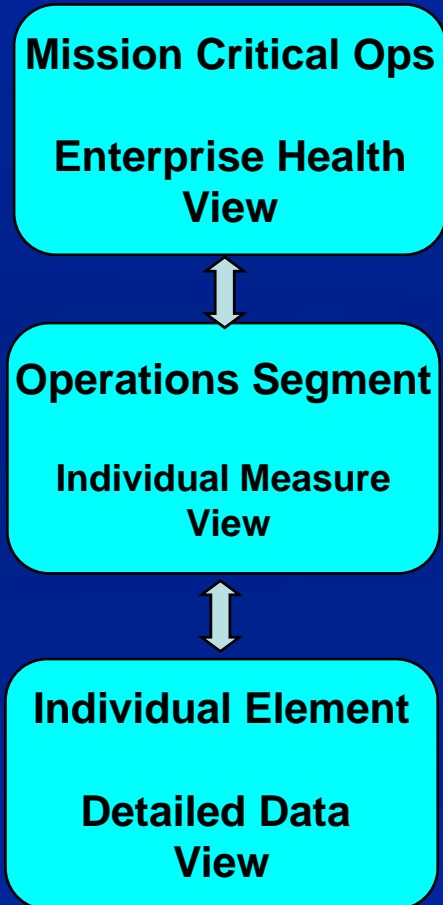 Mission Critical Ops
Enterprise Health
View
Operations Segment
Individual Measure
View
Individual Element
Detailed Data
View